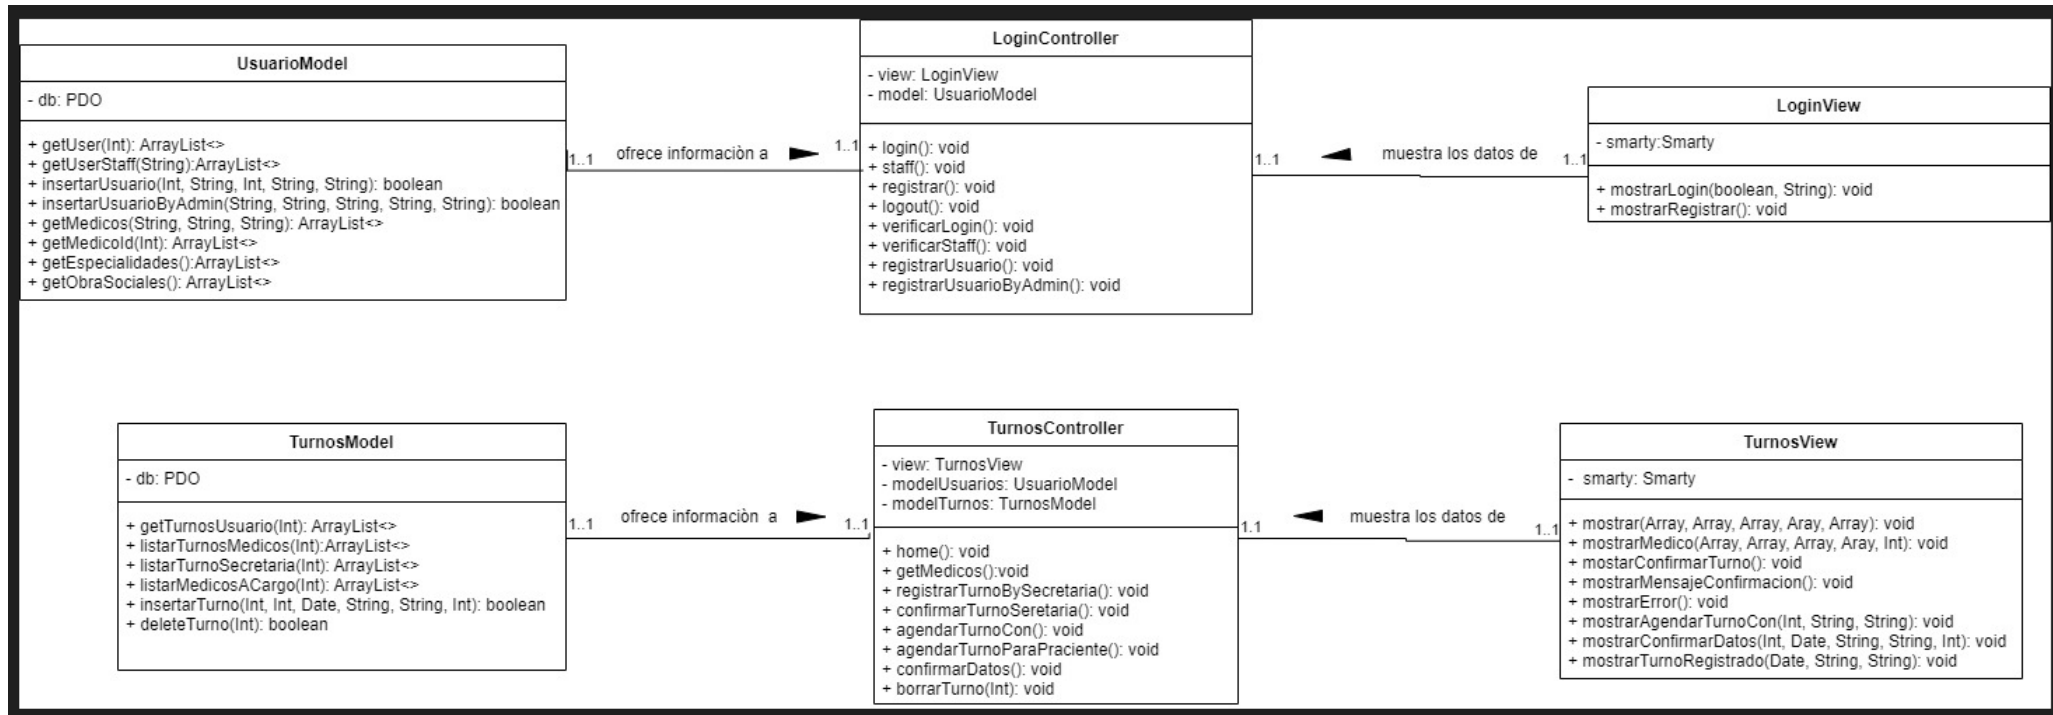 UsuarioModel
- db: PDO
+ getUser(Int): ArrayList<>
+ getUserStaff(String):ArrayList<>
+ insertarUsuario(Int, String, Int, String, String): boolean
+ insertarUsuarioByAdmin(String, String, String, String, String): boolean
+ getMedicos(String, String, String): ArrayList<>
+ getMedicoId(Int): ArrayList<>
+ getEspecialidades():ArrayList<>
+ getObraSociales(): ArrayList<>
1..1
ofrece informaciòn a
1..1
LoginController
- view: LoginView
- model: UsuarioModel
+ login(): void
+ staff(): void
+ registrar(): void
+ logout(): void
+ verificarLogin(): void
+ verificarStaff(): void
+ registrarUsuario(): void
+ registrarUsuarioByAdmin(): void
1..1
muestra los datos de
1..1
LoginView
- smarty:Smarty
+ mostrarLogin(boolean, String): void
+ mostrarRegistrar(): void
TurnosModel
- db: PDO
+ getTurnosUsuario(Int): ArrayList<>
+ listarTurnosMedicos(Int):ArrayList<>
+ listarTurnoSecretaria(Int): ArrayList<>
+ listarMedicosACargo(Int): ArrayList<>
+ insertarTurno(Int, Int, Date, String, String, Int): boolean
+ deleteTurno(Int): boolean
1..1
ofrece informaciòn a
1..1
TurnosController
- view: TurnosView
- modelUsuarios: UsuarioModel
- modelTurnos: TurnosModel
+ home(): void
+ getMedicos():void
+ registrarTurnoBySecretaria(): void
+ confirmarTurnoSeretaria(): void
+ agendarTurnoCon(): void
+ agendarTurnoParaPraciente(): void
+ confirmarDatos(): void
+ borrarTurno(Int): void
1.1
muestra los datos de
1..1
TurnosView
- smarty: Smarty
+ mostrar(Array, Array, Array, Aray, Array): void
+ mostrarMedico(Array, Array, Array, Aray, Int): void
+ mostarConfirmarTurno(): void
+ mostrarMensajeConfirmacion(): void
+ mostrarError(): void
+ mostrarAgendarTurnoCon(Int, String, String): void
+ mostrarConfirmarDatos(Int, Date, String, String, Int): void
+ mostrarTurnoRegistrado(Date, String, String): void